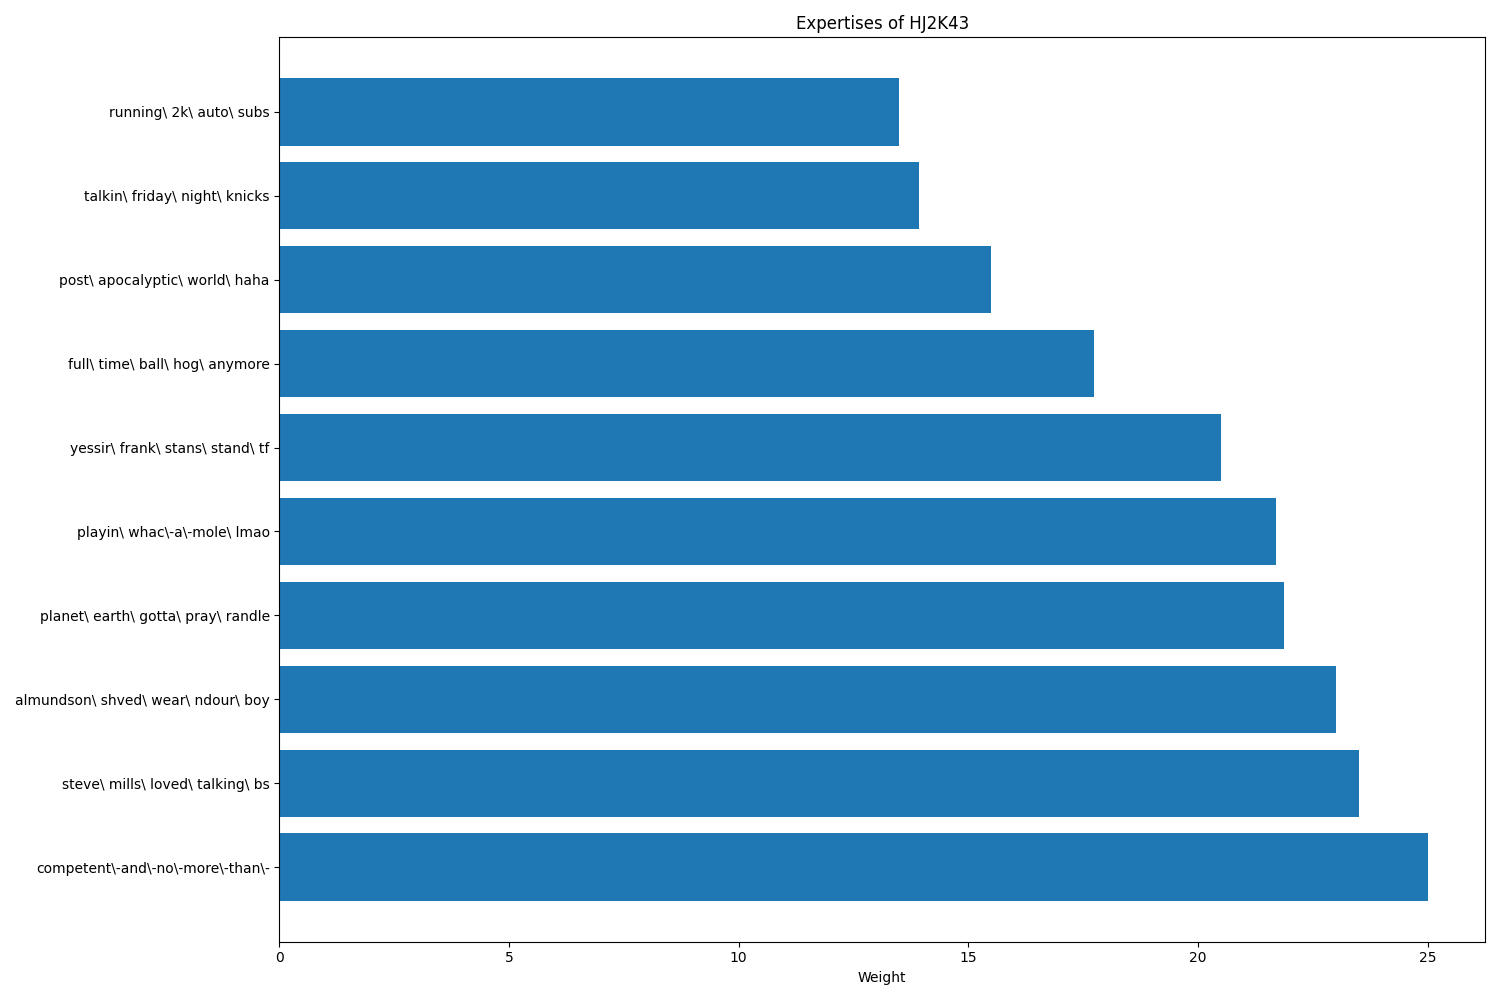 Expertises of HJ2K43
running\ 2k\ auto\ subs
talkin\ friday\ night\ knicks
post\ apocalyptic\ world\ haha
full\ time\ ball\ hog\ anymore
yessir\ frank\ stans\ stand\ tf
playin\ whac\-a\-mole\ lmao
planet\ earth\ gotta\ pray\ randle
almundson\ shved\ wear\ ndour\ boy
steve\ mills\ loved\ talking\ bs
competent\-and\-no\-more\-than\-
0 5 10 15 20 25
Weight